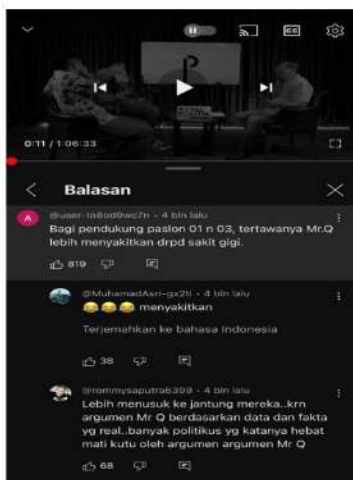 CC
0:11 / 1:06:33
Balasan
A
@user-ta8od9wc7n • 4 bln lalu
Bagi pendukung paslon 01 n 03, tertawanya Mr.Q
lebih menyakitkan drpd sakit gigi.
819
@MuhamadAsri-gx2ti • 4 bln lalu
😂😂😂 menyakitkan
Terjemahkan ke bahasa Indonesia
38
@rommysaputra6399 • 4 bln lalu
Lebih menusuk ke jantung mereka..krn
argumen Mr Q berdasarkan data dan fakta
yg real..banyak politikus yg katanya hebat
mati kutu oleh argumen argumen Mr Q
68